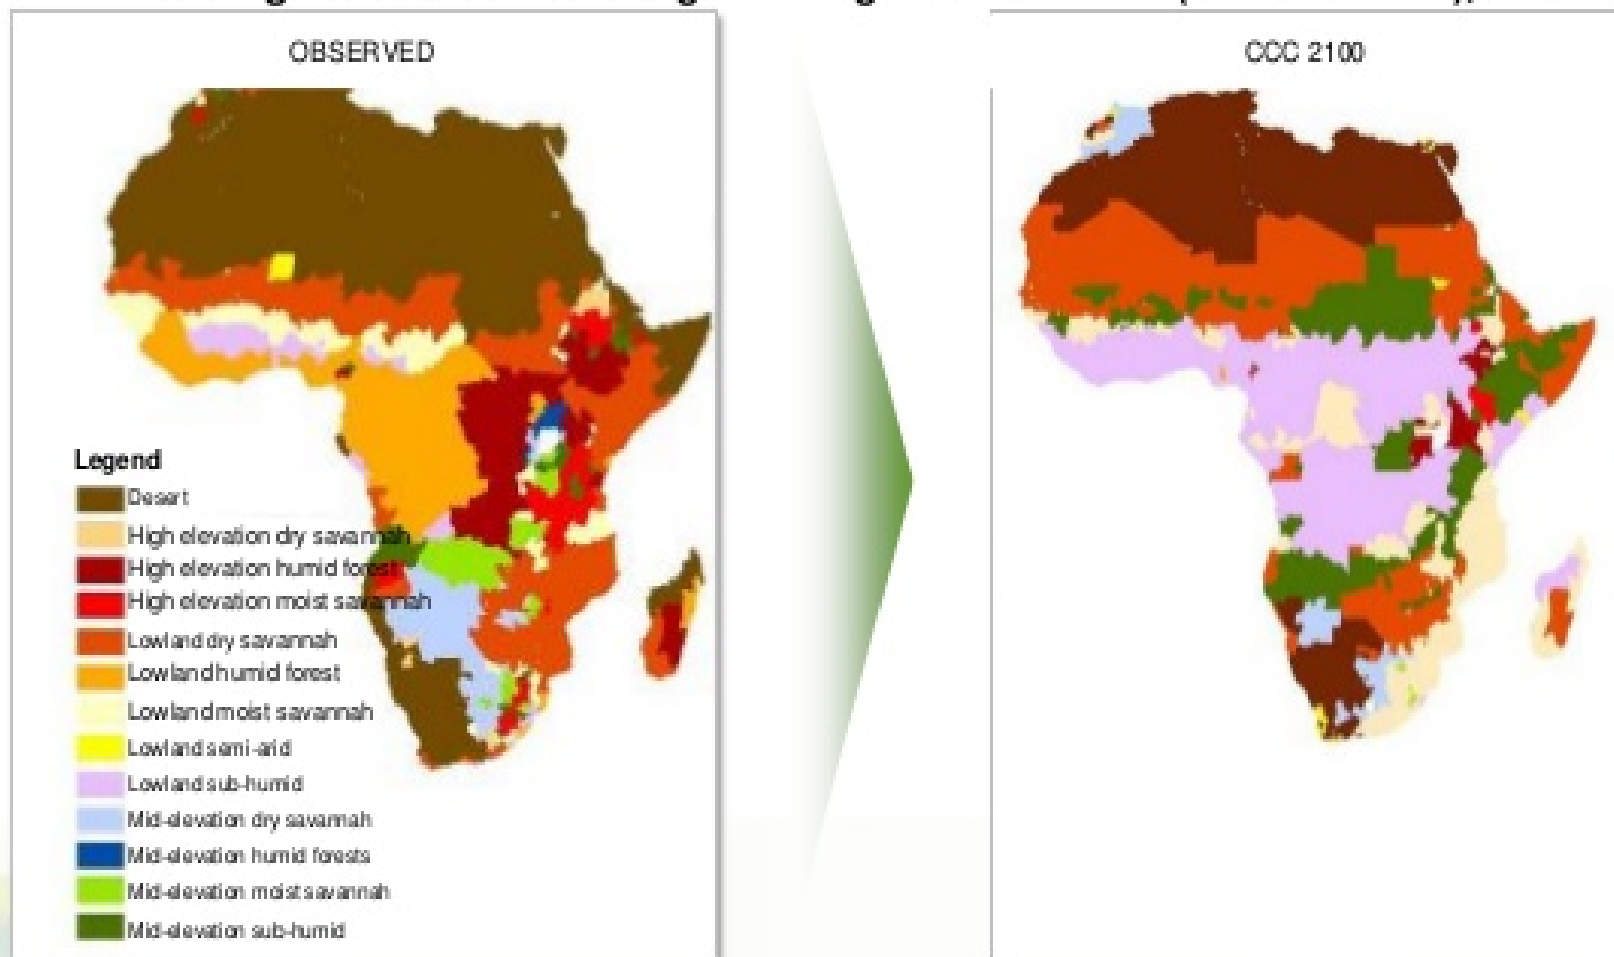 OBSERVED
CCC 2100
Legend
Desert
High elevation dry savannah
High elevation humid forest
High elevation moist savannah
Lowland dry savannah
Lowland humid forest
Lowland moist savannah
Lowland semi-arid
Lowland sub-humid
Mid-elevation dry savannah
Mid-elevation humid forests
Mid-elevation moist savannah
Mid-elevation sub-humid